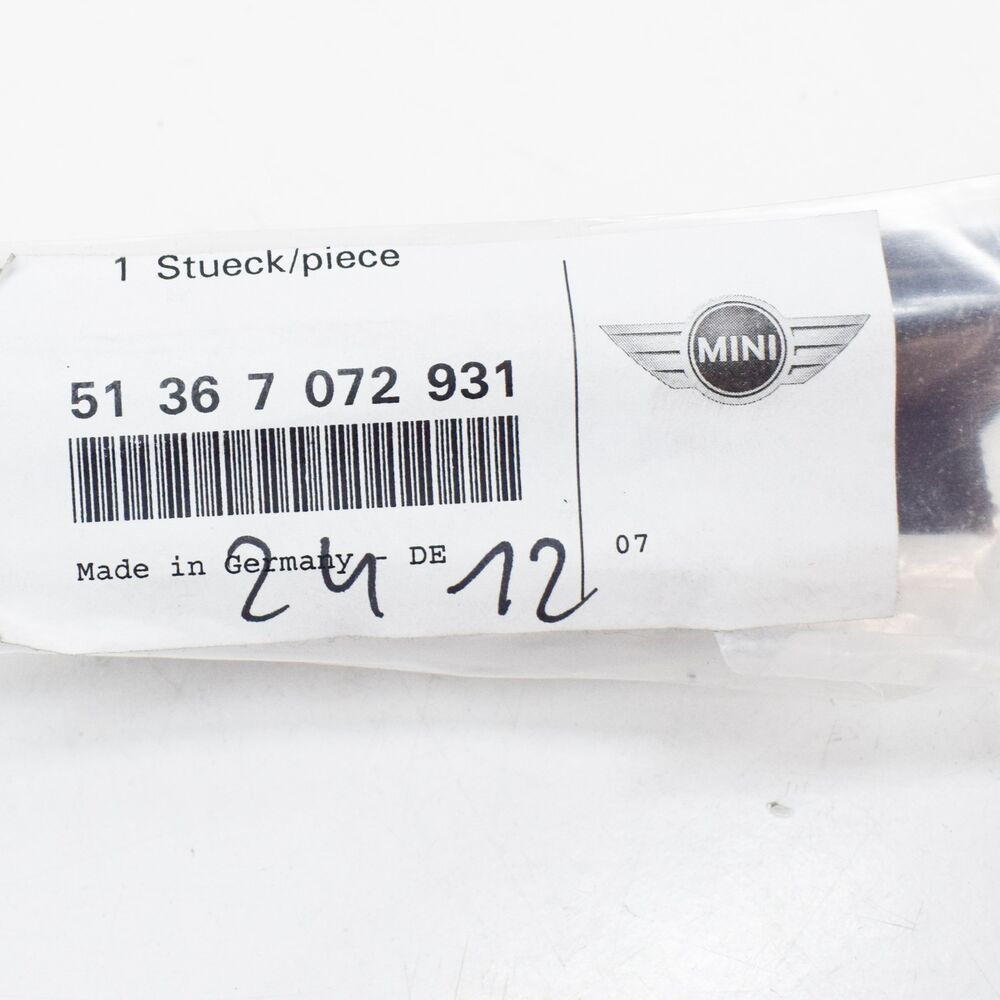 1 Stueck/piece
51 36 7 072 931
MINI
Made in Germany - DE
07
24 12